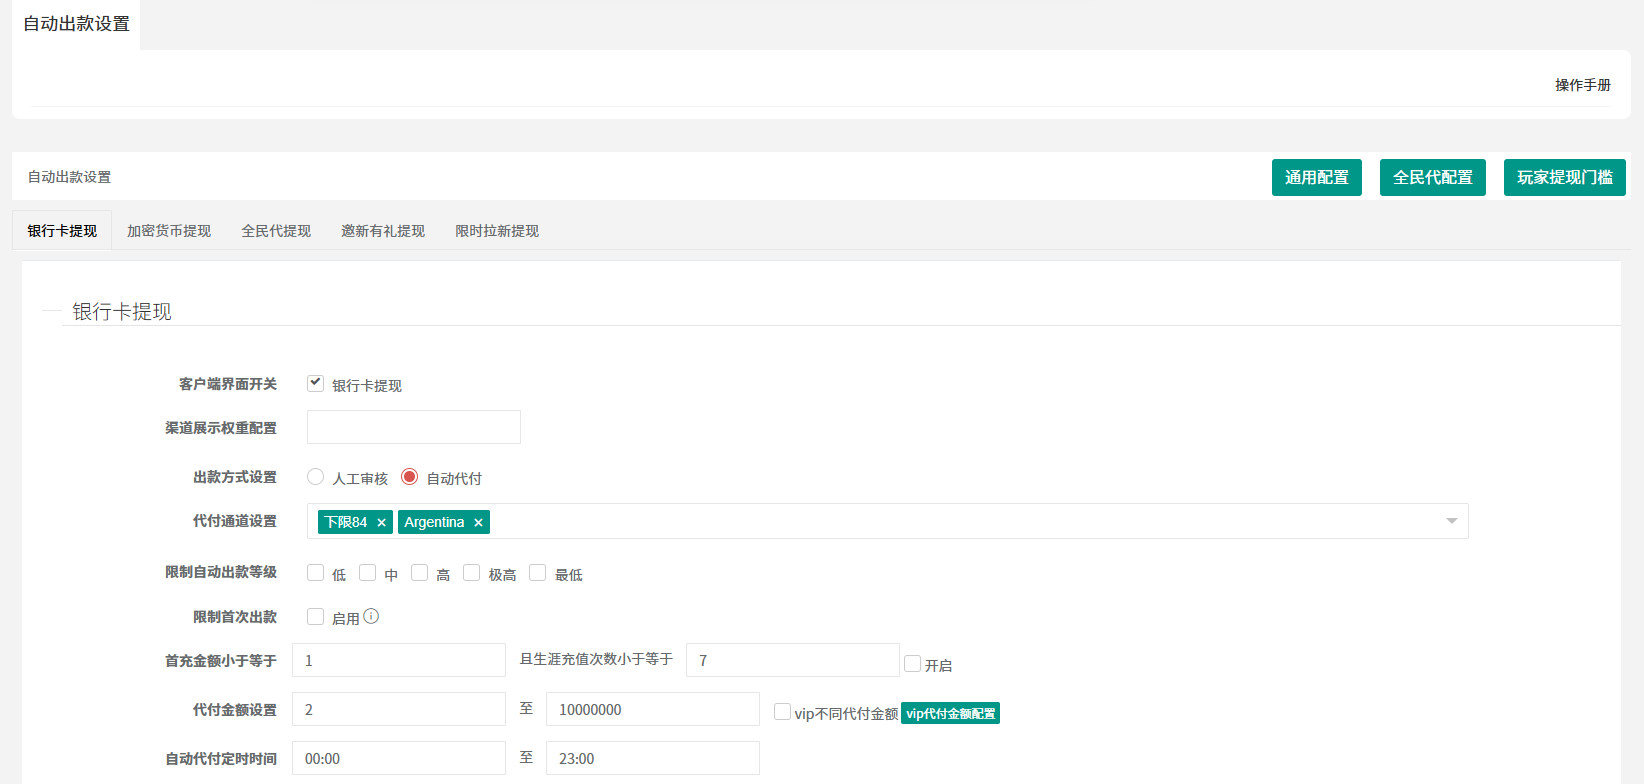 自动出款设置
操作手册
自动出款设置 通用配置 全民代配置 玩家提现门槛
银行卡提现 加密货币提现 全民代提现 邀新有礼提现 限时拉新提现
银行卡提现
客户端界面开关 银行卡提现
渠道展示权重配置
出款方式设置 人工审核 自动代付
代付通道设置 下限84 × Argentina ×
限制自动出款等级 低 中 高 极高 最低
限制首次出款 启用
首充金额小于等于 1 且生涯充值次数小于等于 7 开启
代付金额设置 2 至 10000000 vip不同代付金额 vip代付金额配置
自动代付定时时间 00:00 至 23:00